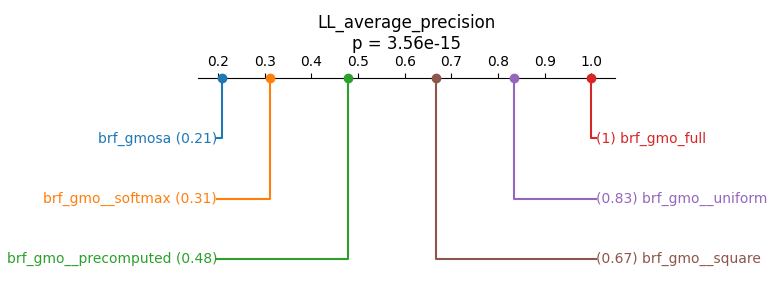 LL_average_precision
p = 3.56e-15
0.2 0.3 0.4 0.5 0.6 0.7 0.8 0.9 1.0
brf_gmosa (0.21) (1) brf_gmo_full
brf_gmo__softmax (0.31) (0.83) brf_gmo__uniform
brf_gmo__precomputed (0.48) (0.67) brf_gmo__square